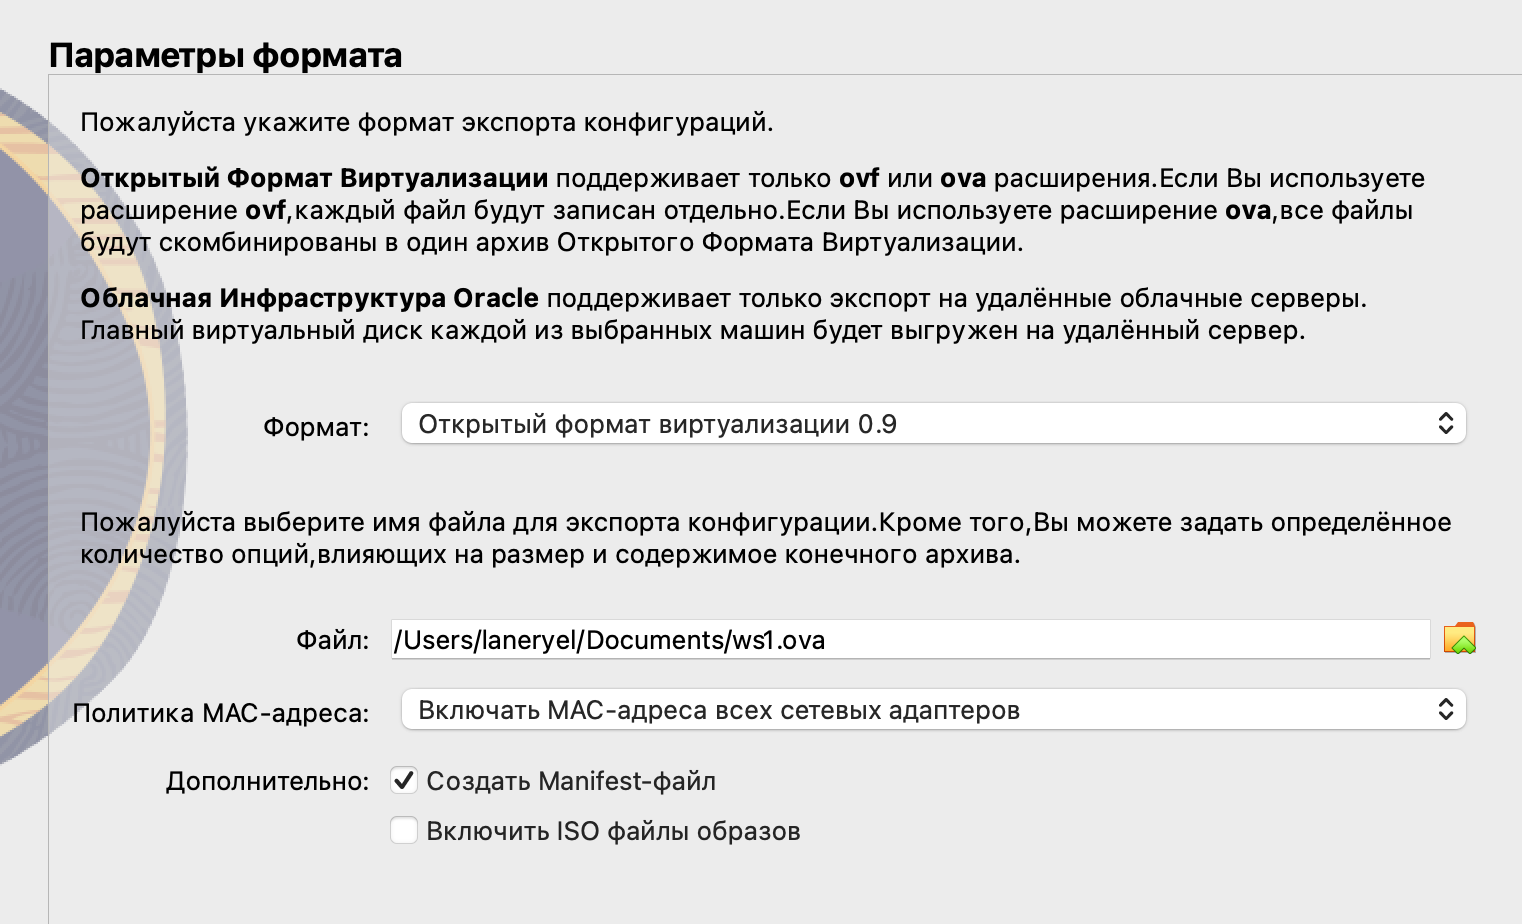 Параметры формата
Пожалуйста укажите формат экспорта конфигураций.
Открытый Формат Виртуализации поддерживает только ovf или ova расширения.Если Вы используете
расширение ovf,каждый файл будут записан отдельно.Если Вы используете расширение ova,все файлы
будут скомбинированы в один архив Открытого Формата Виртуализации.
Облачная Инфраструктура Oracle поддерживает только экспорт на удалённые облачные серверы.
Главный виртуальный диск каждой из выбранных машин будет выгружен на удалённый сервер.
Формат: Открытый формат виртуализации 0.9
Пожалуйста выберите имя файла для экспорта конфигурации.Кроме того,Вы можете задать определённое
количество опций,влияющих на размер и содержимое конечного архива.
Файл: /Users/laneryel/Documents/ws1.ova
Политика MAC-адреса: Включать MAC-адреса всех сетевых адаптеров
Дополнительно: Создать Manifest-файл
Включить ISO файлы образов